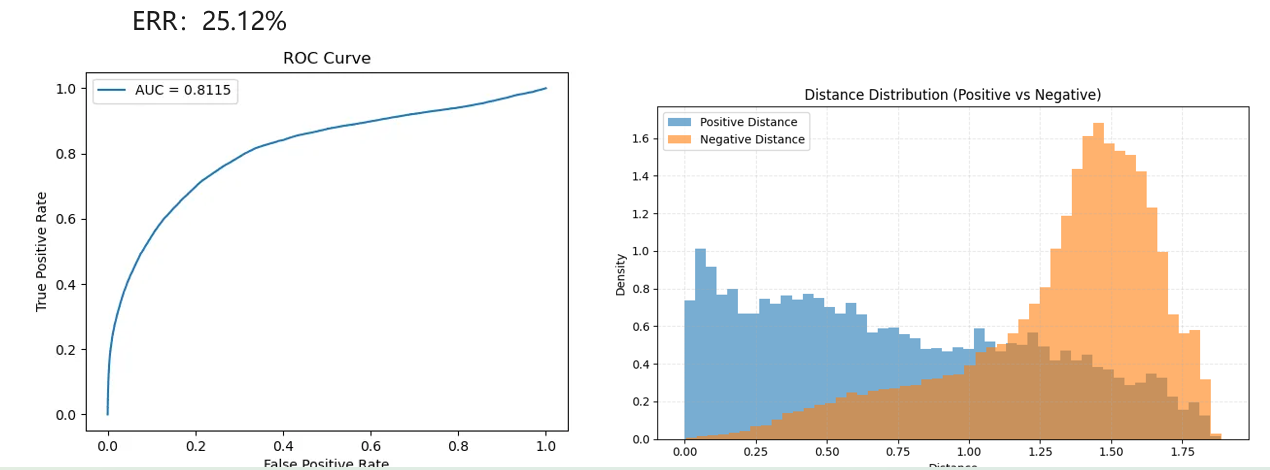 ERR：25.12%
ROC Curve
AUC = 0.8115
1.0
0.8
0.6
0.4
0.2
0.0
True Positive Rate
0.0 0.2 0.4 0.6 0.8 1.0
False Positive Rate
Distance Distribution (Positive vs Negative)
Positive Distance
Negative Distance
1.6
1.4
1.2
1.0
0.8
0.6
0.4
0.2
0.0
Density
0.00 0.25 0.50 0.75 1.00 1.25 1.50 1.75
Distance